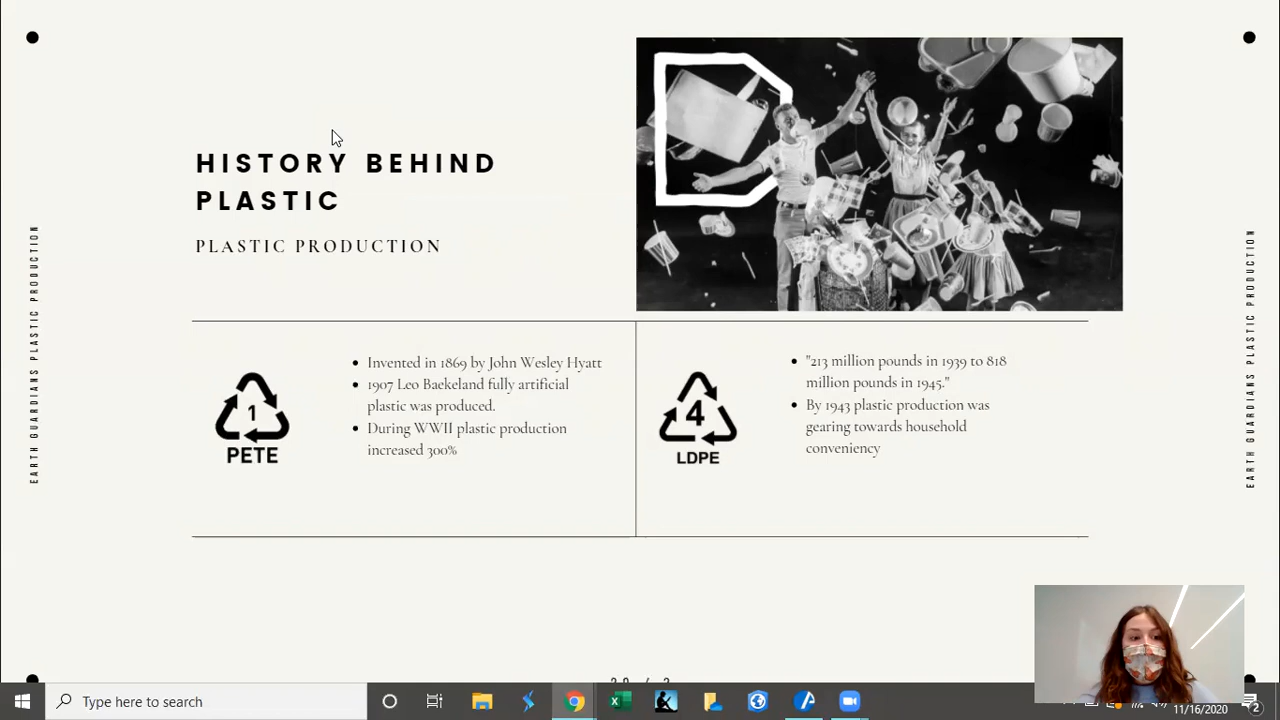 HISTORY BEHIND
PLASTIC
PLASTIC PRODUCTION
EARTH GUARDIANS PLASTIC PRODUCTION
EARTH GUARDIANS PLASTIC PRODUCTION
1
PETE
Invented in 1869 by John Wesley Hyatt
1907 Leo Baekeland fully artificial
plastic was produced.
During WWII plastic production
increased 300%
4
LDPE
"213 million pounds in 1939 to 818
million pounds in 1945."
By 1943 plastic production was
gearing towards household
conveniency
Type here to search
11/16/2020
2